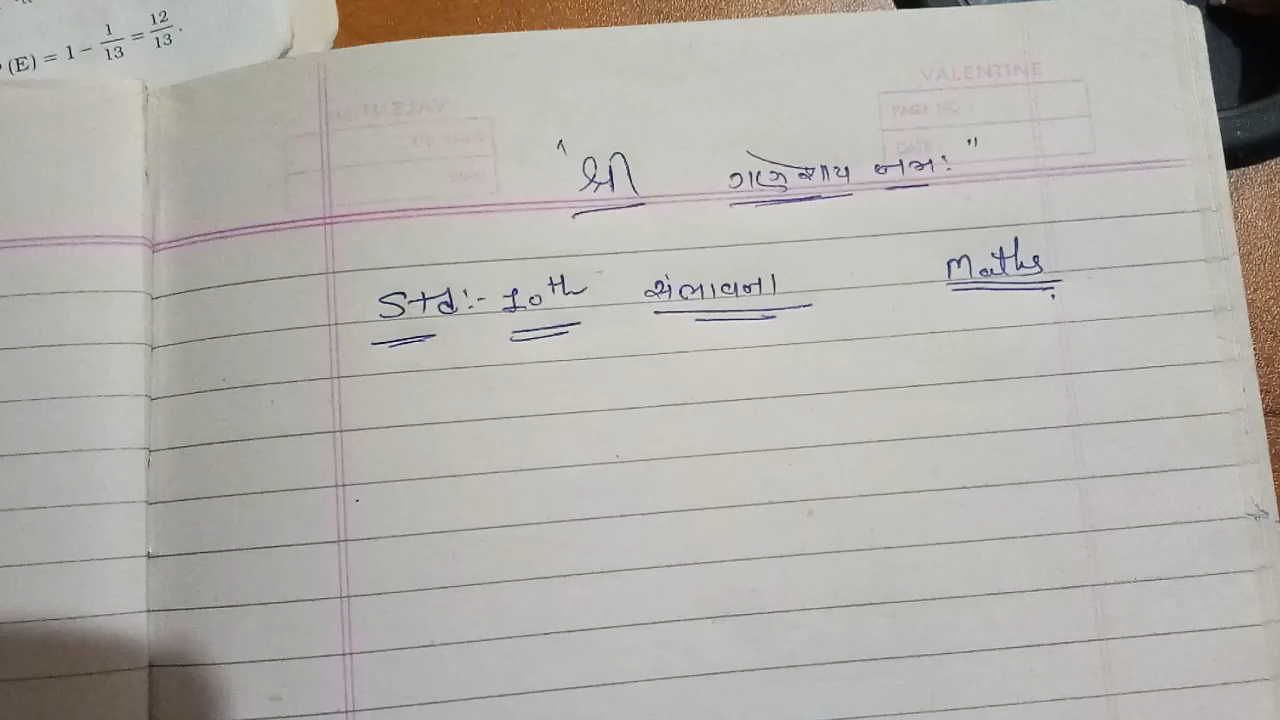 (E) = 1 - 1/13 = 12/13.
VALENTINE
PAGE NO.
DATE
"શ્રી ગણેશાય નમઃ"
Std:- 10th સંભાવના Maths